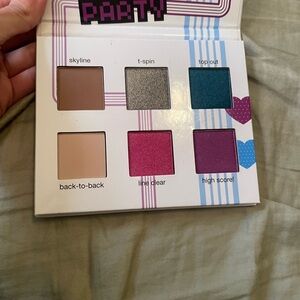 PARTY
skyline t-spin top out
back-to-back line clear high score!